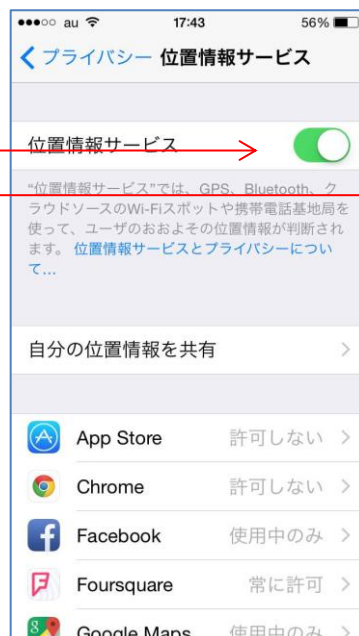 au 17:43 56%
プライバシー 位置情報サービス
位置情報サービス
"位置情報サービス"では、GPS、Bluetooth、ク
ラウドソースのWi-Fiスポットや携帯電話基地局を
使って、ユーザのおおよその位置情報が判断され
ます。 位置情報サービスとプライバシーについ
て...
自分の位置情報を共有
App Store 許可しない
Chrome 許可しない
Facebook 使用中のみ
Foursquare 常に許可
Google Maps 使用中のみ